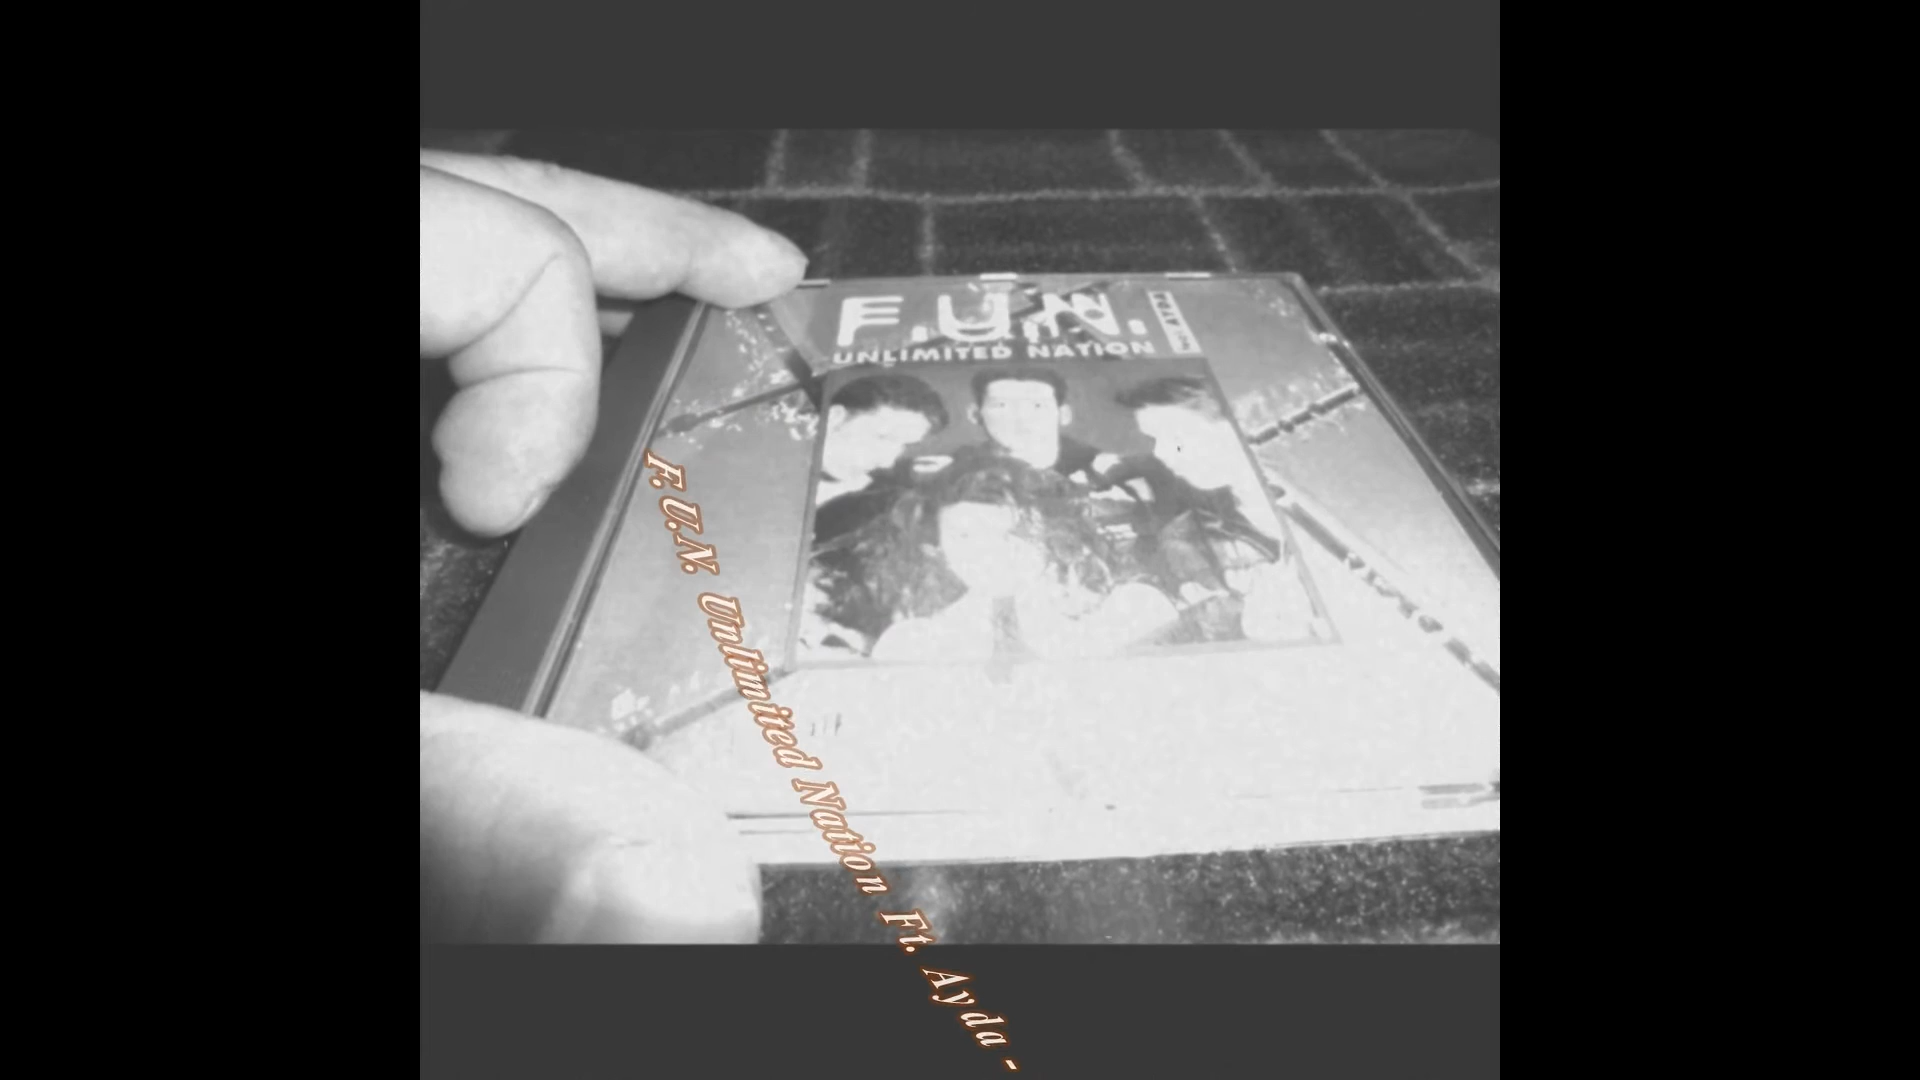 F.U.N.
UNLIMITED NATION
F.U.N. Unlimited Nation Ft. Ayda -